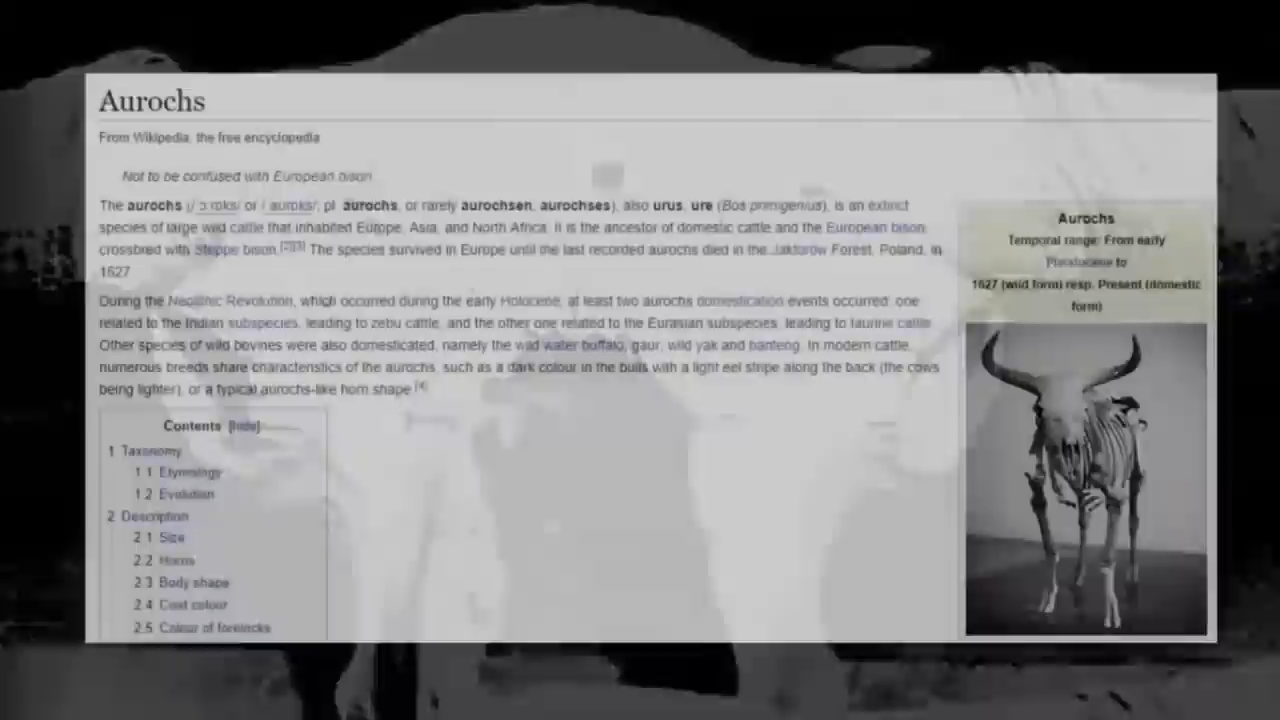 Aurochs
From Wikipedia, the free encyclopedia
Not to be confused with European bison.
The aurochs (/ˈɔːrɒks/ or /ˈaʊrɒks/; pl. aurochs, or rarely aurochsen, aurochses), also urus, ure (Bos primigenius), is an extinct
species of large wild cattle that inhabited Europe, Asia, and North Africa. It is the ancestor of domestic cattle and the European bison,
crossbred with Steppe bison.[2][3] The species survived in Europe until the last recorded aurochs died in the Jaktorów Forest, Poland, in
1627.
During the Neolithic Revolution, which occurred during the early Holocene, at least two aurochs domestication events occurred: one
related to the Indian subspecies, leading to zebu cattle, and the other one related to the Eurasian subspecies, leading to taurine cattle.
Other species of wild bovines were also domesticated, namely the wild water buffalo, gaur, wild yak and banteng. In modern cattle,
numerous breeds share characteristics of the aurochs, such as a dark colour in the bulls with a light eel stripe along the back (the cows
being lighter), or a typical aurochs-like horn shape.[4]
Contents [hide]
1 Taxonomy
1.1 Etymology
1.2 Evolution
2 Description
2.1 Size
2.2 Horns
2.3 Body shape
2.4 Coat colour
2.5 Colour of forelocks
Aurochs
Temporal range: From early
Pleistocene to
1627 (wild form) resp. Present (domestic
form)